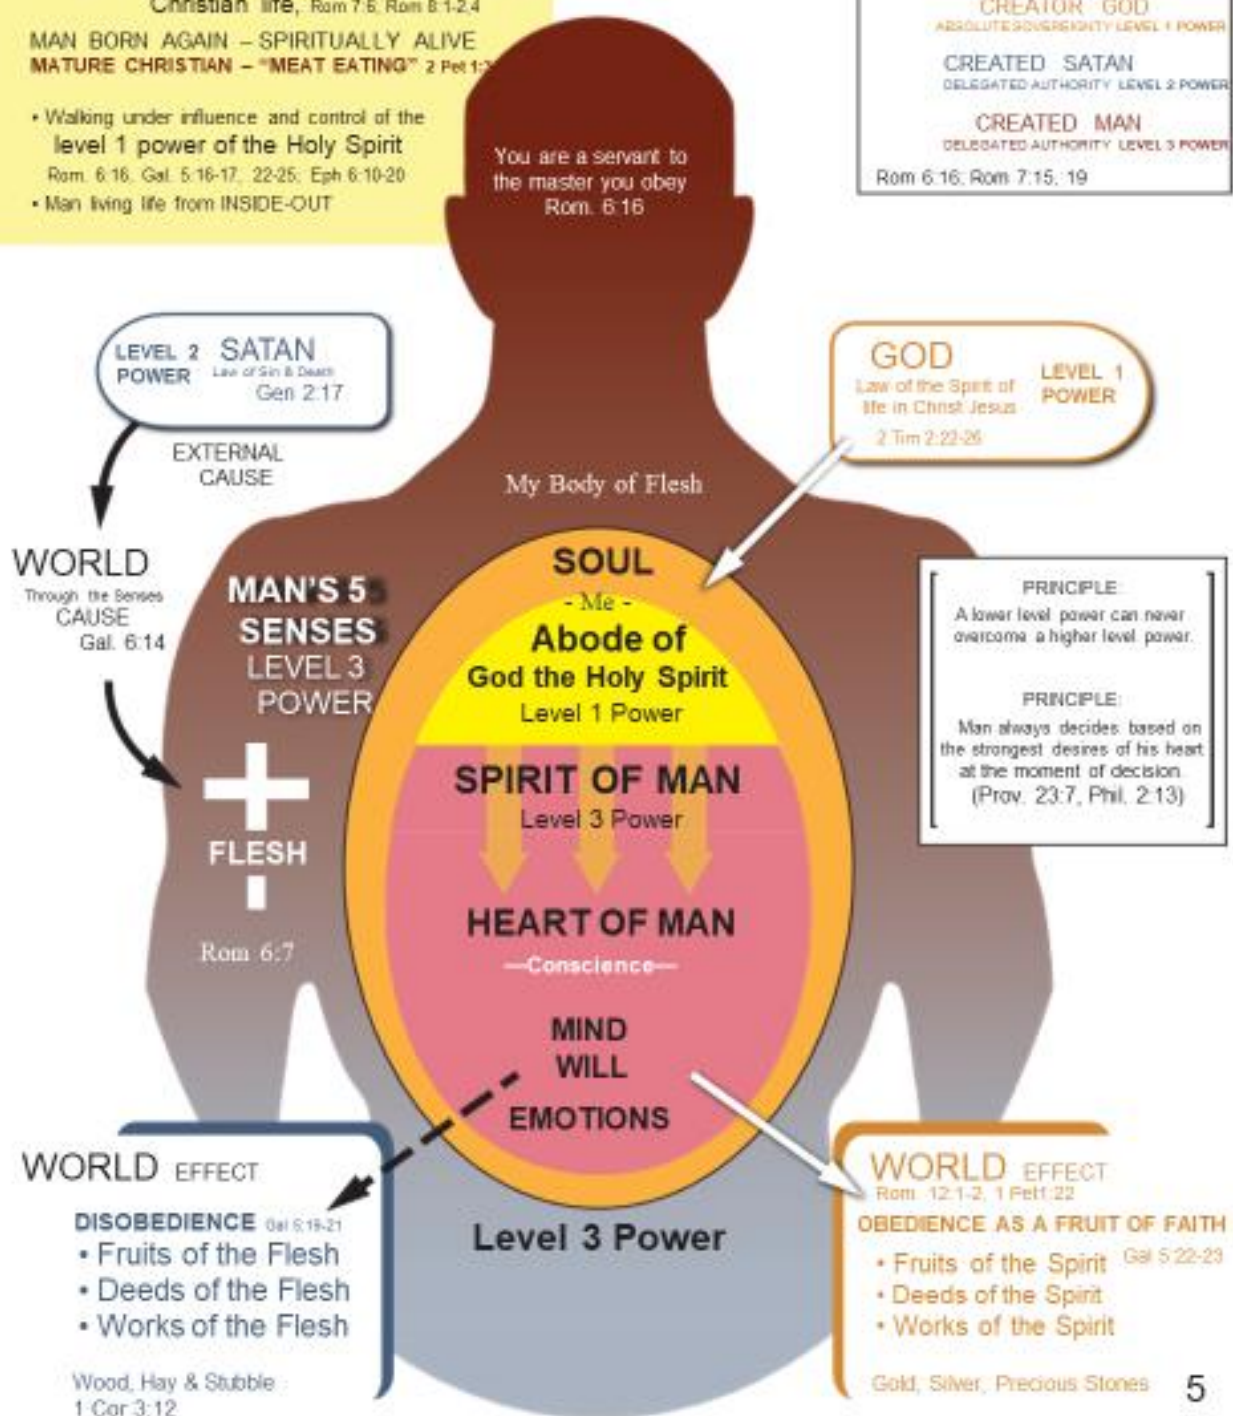 Christian life, Rom 7:6, Rom 8:1-2,4
MAN BORN AGAIN – SPIRITUALLY ALIVE
MATURE CHRISTIAN – “MEAT EATING” 2 Pet 1:
• Walking under influence and control of the
level 1 power of the Holy Spirit
Rom. 6:16, Gal. 5:16-17, 22-25, Eph 6:10-20
• Man living life from INSIDE-OUT
You are a servant to
the master you obey
Rom. 6:16
CREATOR GOD
ABSOLUTE SOVEREIGNTY LEVEL 1 POWER
CREATED SATAN
DELEGATED AUTHORITY LEVEL 2 POWER
CREATED MAN
DELEGATED AUTHORITY LEVEL 3 POWER
Rom 6:16; Rom 7:15, 19
LEVEL 2 POWER
SATAN
Law of Sin & Death
Gen 2:17
EXTERNAL
CAUSE
GOD
Law of the Spirit of
life in Christ Jesus
2 Tim 2:22-26
LEVEL 1
POWER
My Body of Flesh
WORLD
Through the Senses
CAUSE
Gal. 6:14
MAN'S 5
SENSES
LEVEL 3
POWER
FLESH
Rom 6:7
SOUL
- Me -
Abode of
God the Holy Spirit
Level 1 Power
SPIRIT OF MAN
Level 3 Power
HEART OF MAN
—Conscience—
MIND
WILL
EMOTIONS
Level 3 Power
PRINCIPLE:
A lower level power can never
overcome a higher level power.
PRINCIPLE:
Man always decides based on
the strongest desires of his heart
at the moment of decision.
(Prov. 23:7, Phil. 2:13)
WORLD EFFECT
DISOBEDIENCE Gal 5:19-21
• Fruits of the Flesh
• Deeds of the Flesh
• Works of the Flesh
Wood, Hay & Stubble
1 Cor 3:12
WORLD EFFECT
Rom 12:1-2, 1 Pet1:22
OBEDIENCE AS A FRUIT OF FAITH
• Fruits of the Spirit Gal 5:22-23
• Deeds of the Spirit
• Works of the Spirit
Gold, Silver, Precious Stones
5